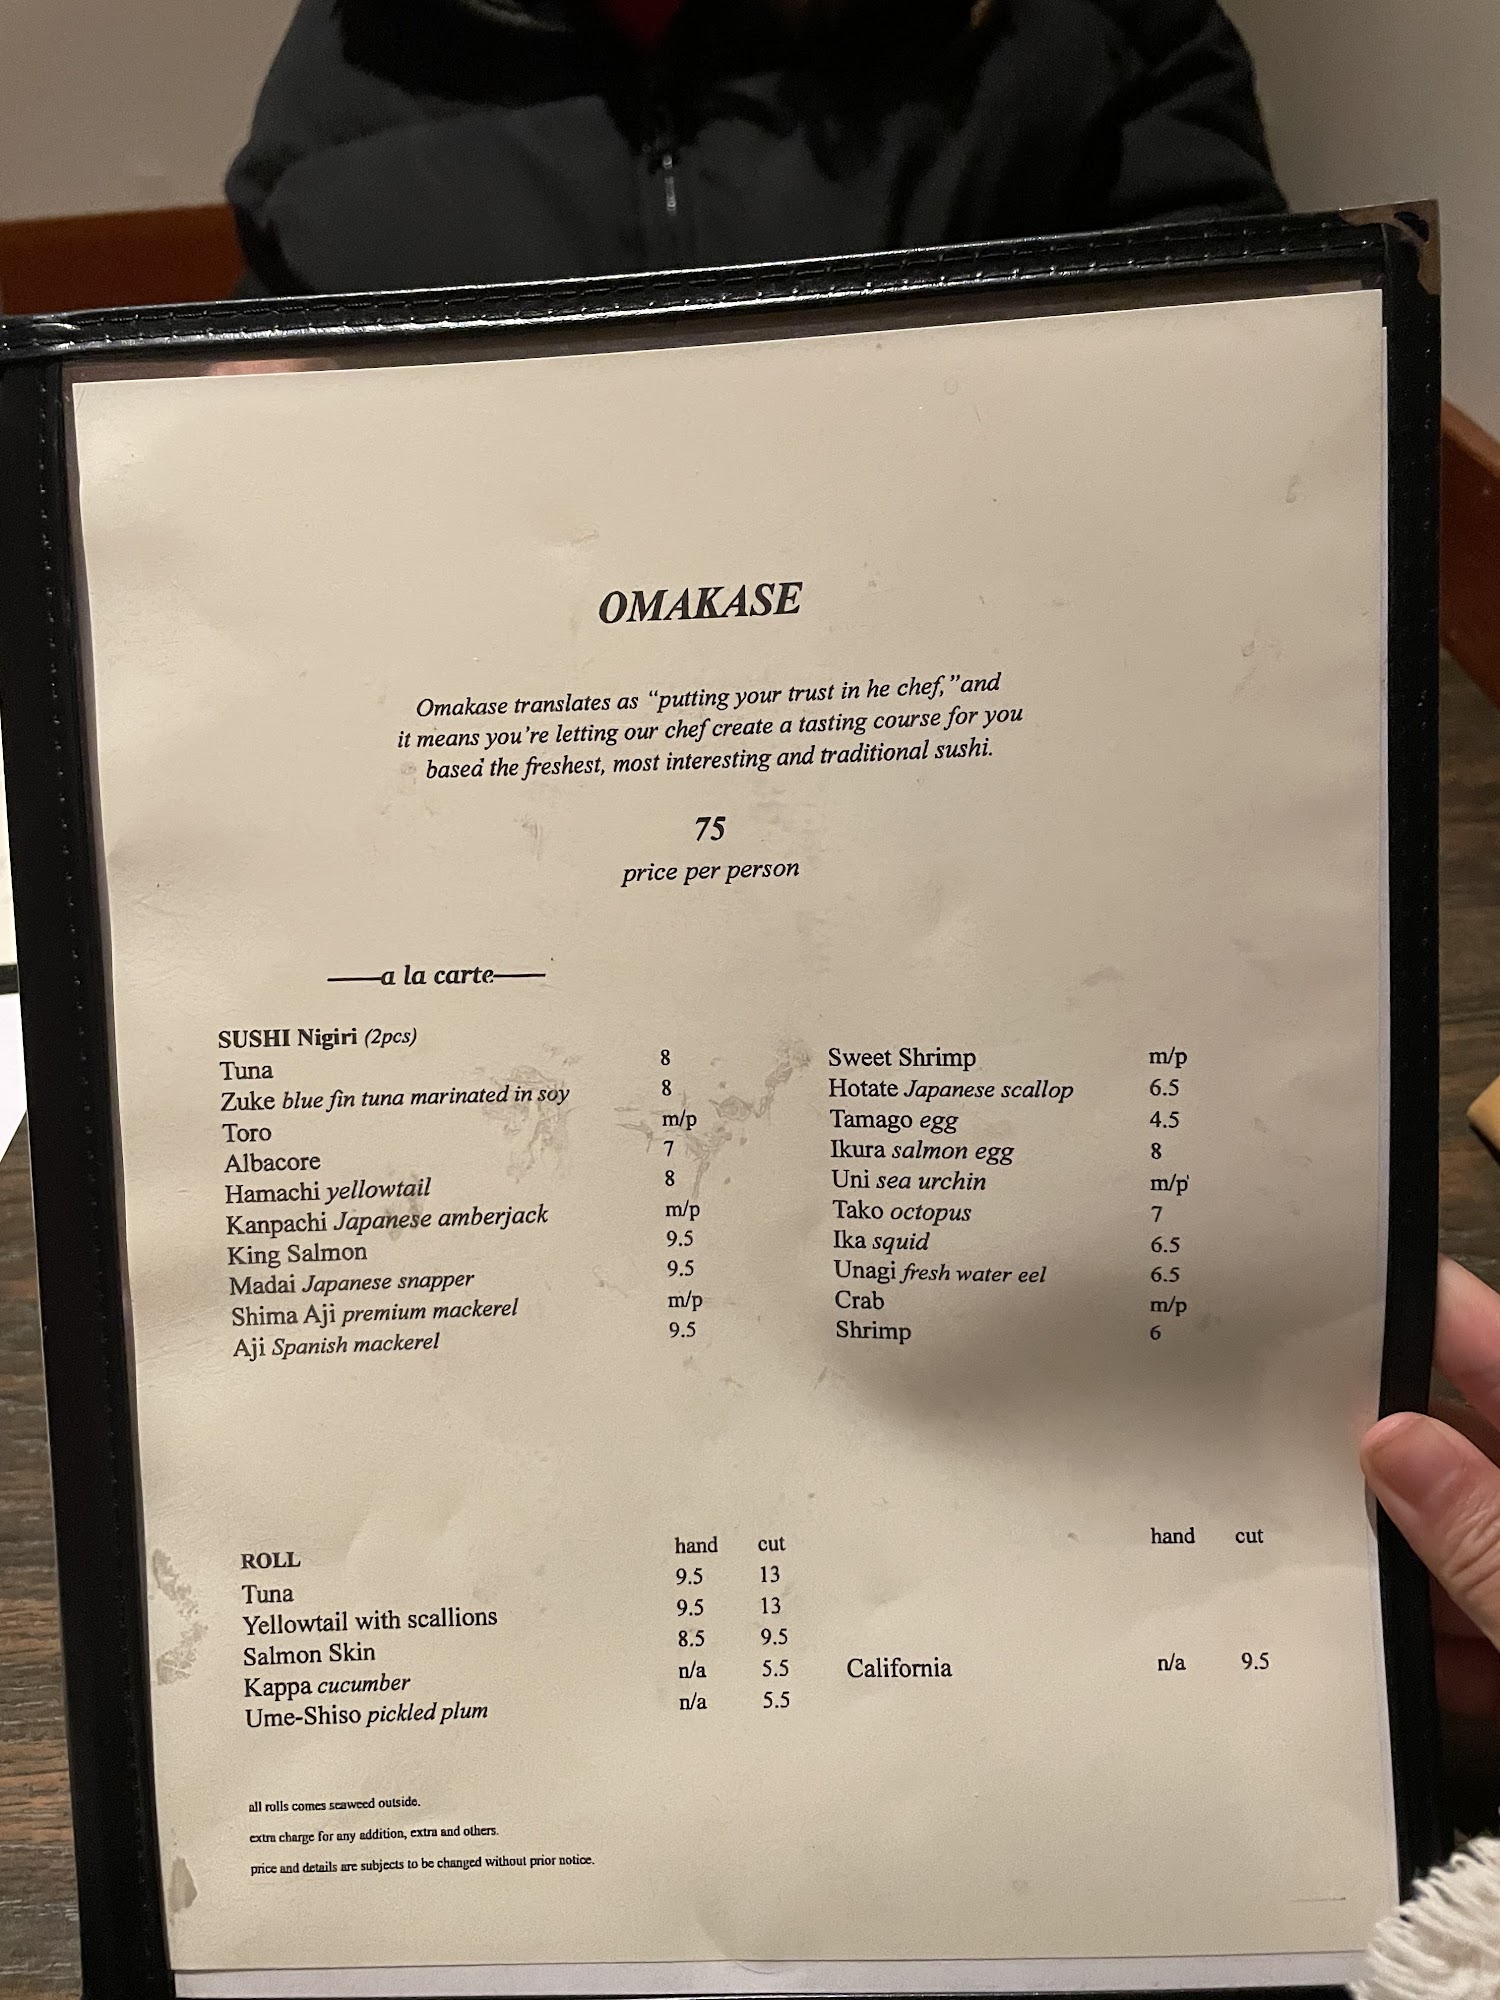 OMAKASE
Omakase translates as “putting your trust in he chef,”and
it means you’re letting our chef create a tasting course for you
based the freshest, most interesting and traditional sushi.
75
price per person
a la carte
SUSHI Nigiri (2pcs)
Tuna 8
Zuke blue fin tuna marinated in soy 8
Toro m/p
Albacore 7
Hamachi yellowtail 8
Kanpachi Japanese amberjack m/p
King Salmon 9.5
Madai Japanese snapper 9.5
Shima Aji premium mackerel m/p
Aji Spanish mackerel 9.5
Sweet Shrimp m/p
Hotate Japanese scallop 6.5
Tamago egg 4.5
Ikura salmon egg 8
Uni sea urchin m/p
Tako octopus 7
Ika squid 6.5
Unagi fresh water eel 6.5
Crab m/p
Shrimp 6
ROLL hand cut
Tuna 9.5 13
Yellowtail with scallions 9.5 13
Salmon Skin 8.5 9.5
Kappa cucumber n/a 5.5
Ume-Shiso pickled plum n/a 5.5
hand cut
California n/a 9.5
all rolls comes seaweed outside.
extra charge for any addition, extra and others.
price and details are subjects to be changed without prior notice.